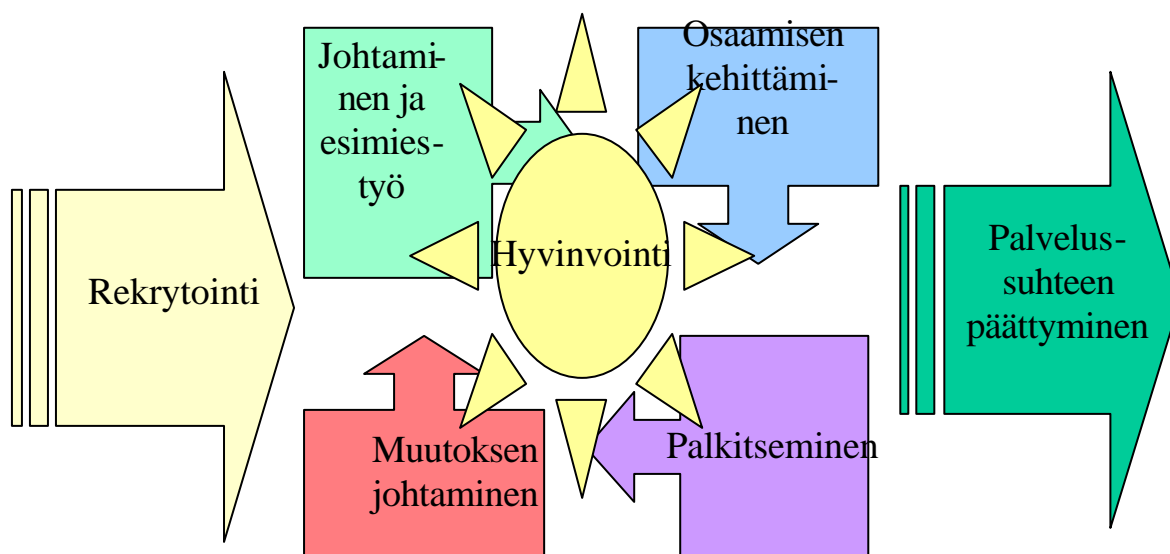 Rekrytointi
Johtami-
nen ja
esimies-
työ
Osaamisen
kehittämi-
nen
Hyvinvointi
Muutoksen
johtaminen
Palkitseminen
Palvelus-
suhteen
päättyminen